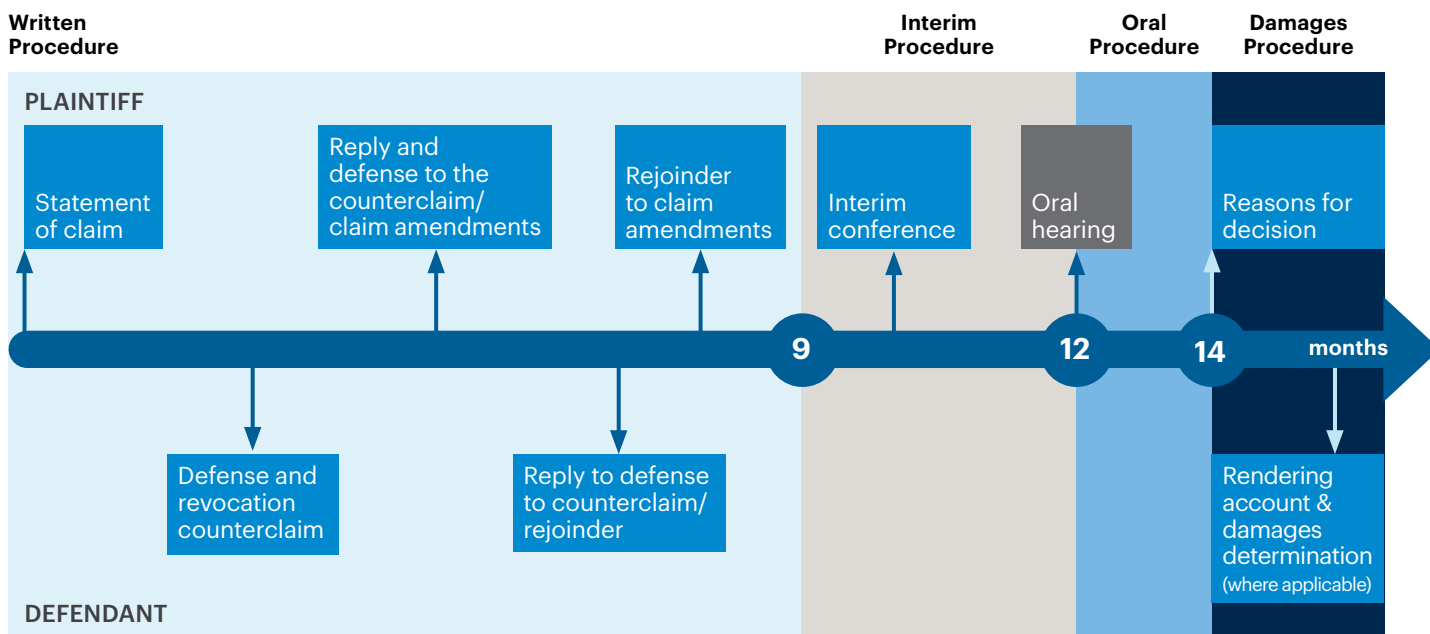 Written
Procedure
Interim
Procedure
Oral
Procedure
Damages
Procedure
PLAINTIFF
Statement
of claim
Reply and
defense to the
counterclaim/
claim amendments
Rejoinder
to claim
amendments
Interim
conference
Oral
hearing
Reasons for
decision
9
12
14
months
Defense and
revocation
counterclaim
Reply to defense
to counterclaim/
rejoinder
Rendering
account &
damages
determination
(where applicable)
DEFENDANT